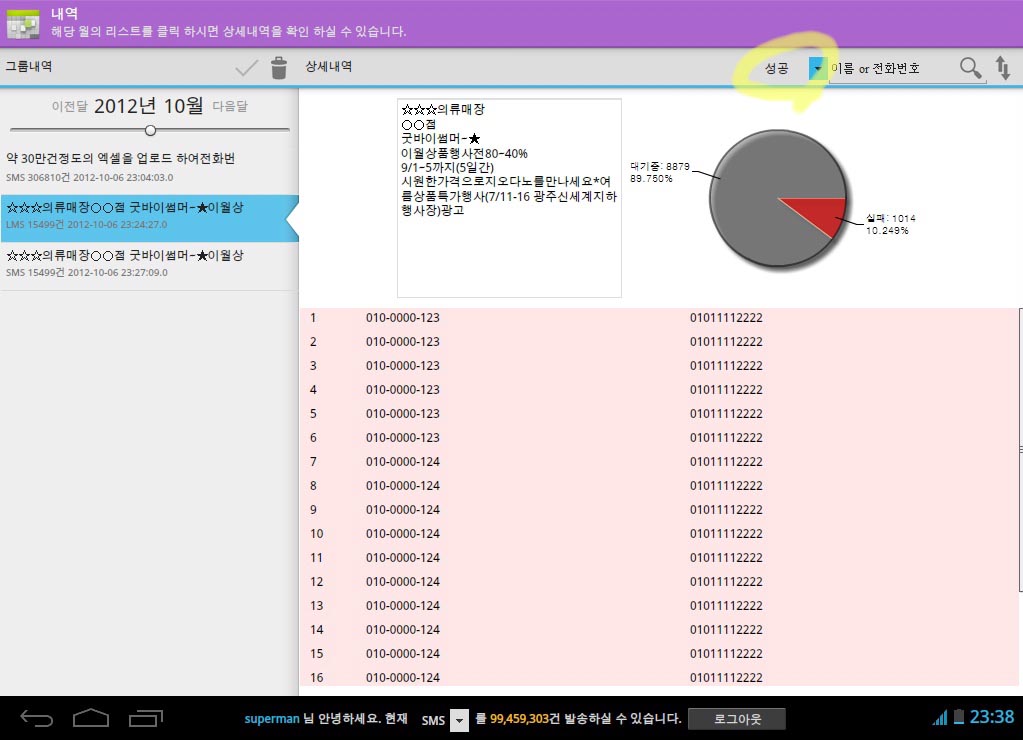 내역
해당 월의 리스트를 클릭 하시면 상세내역을 확인 하실 수 있습니다.
그룹내역
상세내역
성공
이름 or 전화번호
이전달 2012년 10월 다음달
약 30만건정도의 엑셀을 업로드 하여전화번
SMS 306810건 2012-10-06 23:04:03.0
☆☆☆의류매장○○점 굿바이썸머~★이월상
LMS 15499건 2012-10-06 23:24:27.0
☆☆☆의류매장○○점 굿바이썸머~★이월상
SMS 15499건 2012-10-06 23:27:09.0
☆☆☆의류매장
○○점
굿바이썸머~★
이월상품행사전80~40%
9/1~5까지(5일간)
시원한가격으로지오다노를만나세요*여
름상품특가행사(7/11-16 광주신세계지하
행사장)광고
대기중: 8879
89.750%
실패: 1014
10.249%
1 010-0000-123 01011112222
2 010-0000-123 01011112222
3 010-0000-123 01011112222
4 010-0000-123 01011112222
5 010-0000-123 01011112222
6 010-0000-123 01011112222
7 010-0000-124 01011112222
8 010-0000-124 01011112222
9 010-0000-124 01011112222
10 010-0000-124 01011112222
11 010-0000-124 01011112222
12 010-0000-124 01011112222
13 010-0000-124 01011112222
14 010-0000-124 01011112222
15 010-0000-124 01011112222
16 010-0000-124 01011112222
superman 님 안녕하세요. 현재 SMS 를 99,459,303건 발송하실 수 있습니다. 로그아웃
23:38